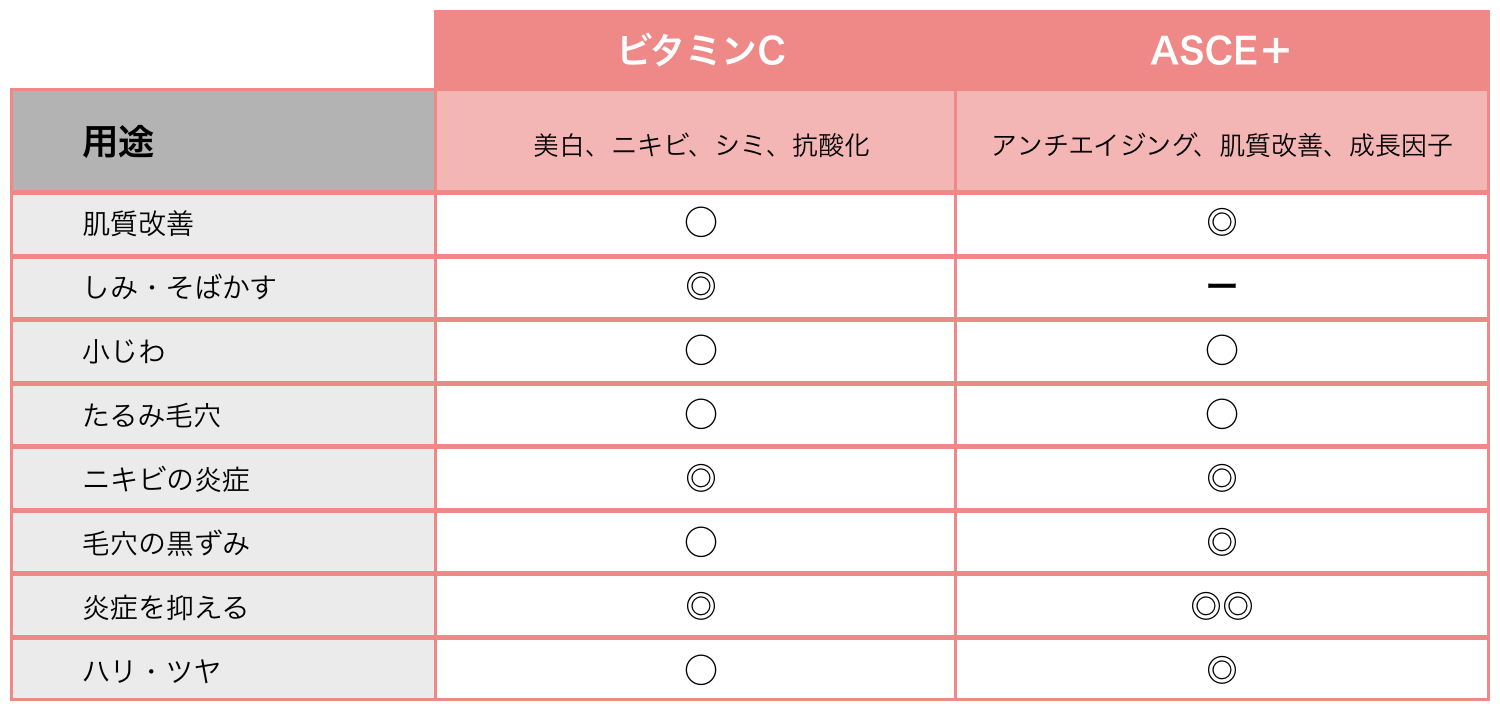 ビタミンC ASCE＋
用途 美白、ニキビ、シミ、抗酸化 アンチエイジング、肌質改善、成長因子
肌質改善 ◯ ◎
しみ・そばかす ◎ ー
小じわ ◯ ◯
たるみ毛穴 ◯ ◯
ニキビの炎症 ◎ ◎
毛穴の黒ずみ ◯ ◎
炎症を抑える ◎ ◎◎
ハリ・ツヤ ◯ ◎